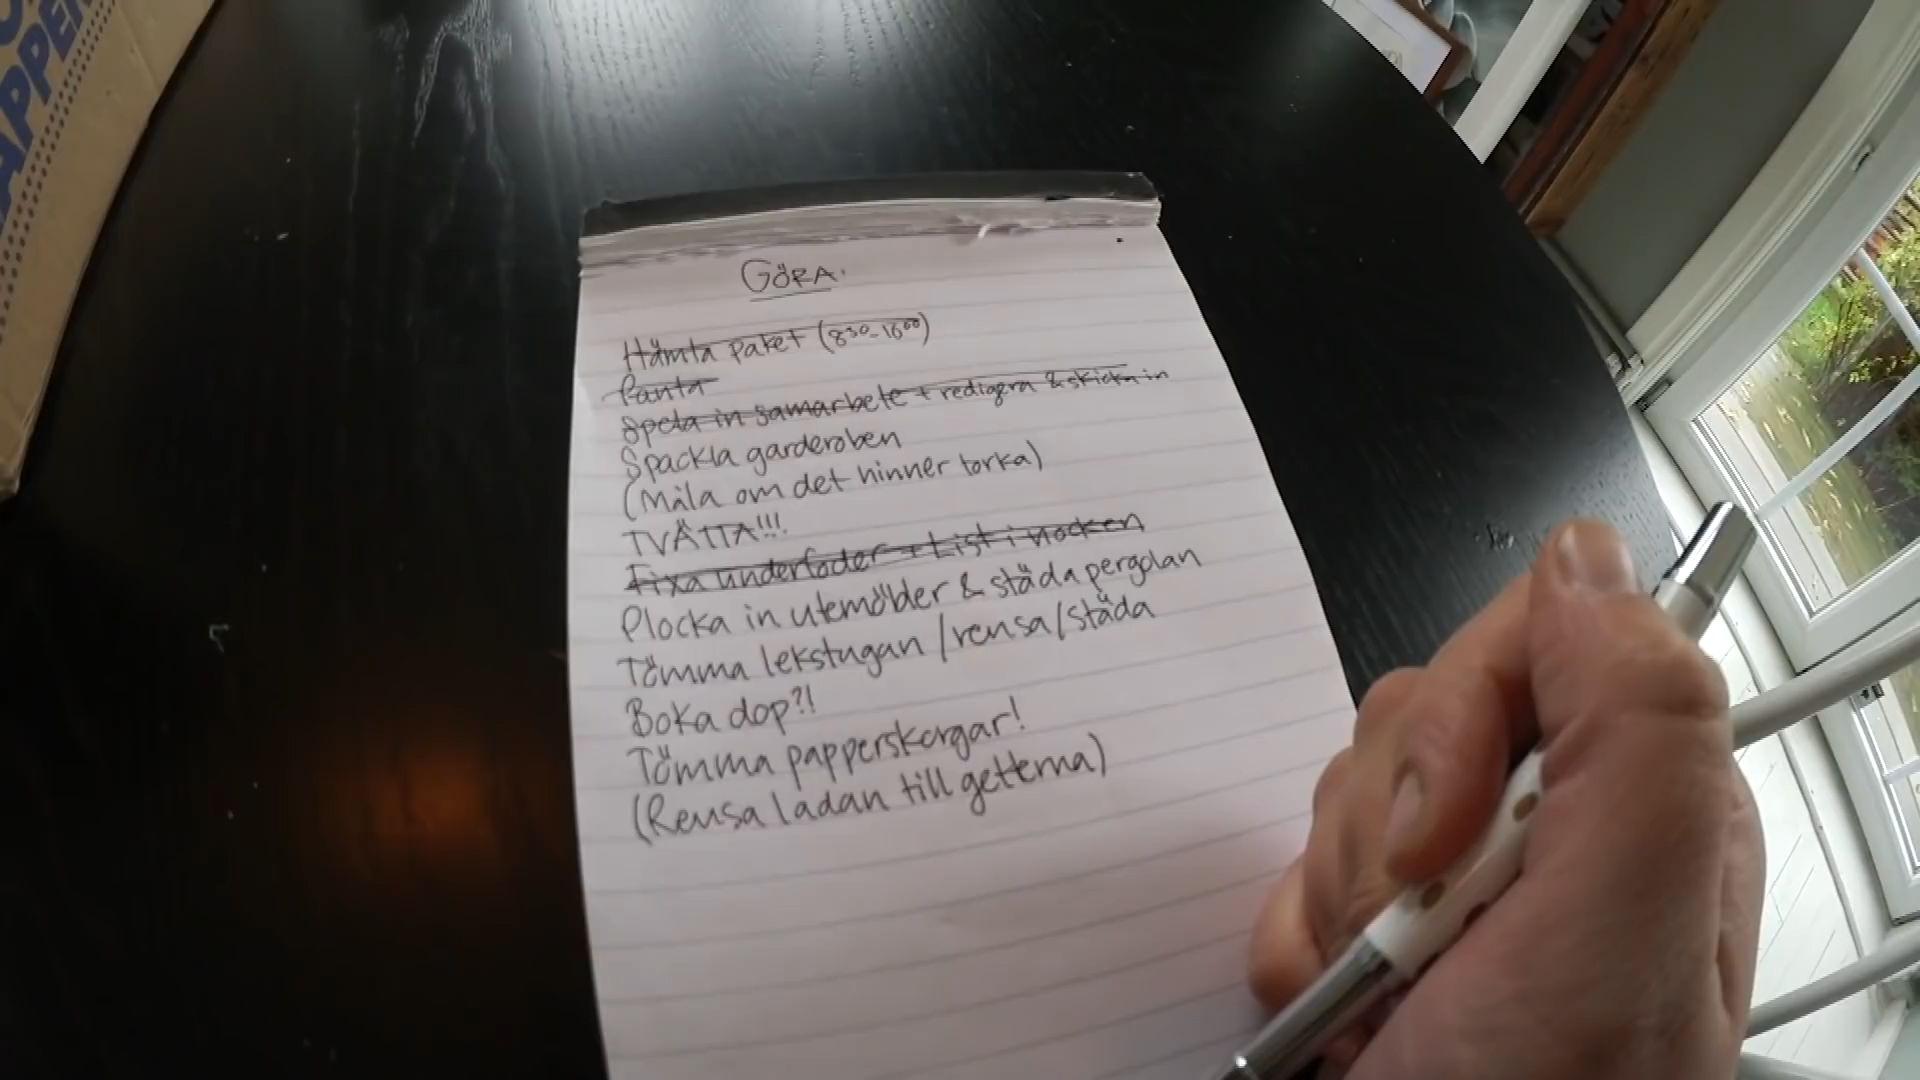 GÖRA.
Hämta paket (8³⁰-16⁰⁰)
Panta
Spela in samarbete + redigera & skicka in
Spackla garderoben
(Måla om det hinner torka)
TVÄTTA!!!
Fixa underfoder + List i nocken
Plocka in utemöbler & städa pergolan
Tömma lekstugan /rensa/städa
Boka dop?!
Tömma papperskorgar!
(Rensa ladan till getterna)